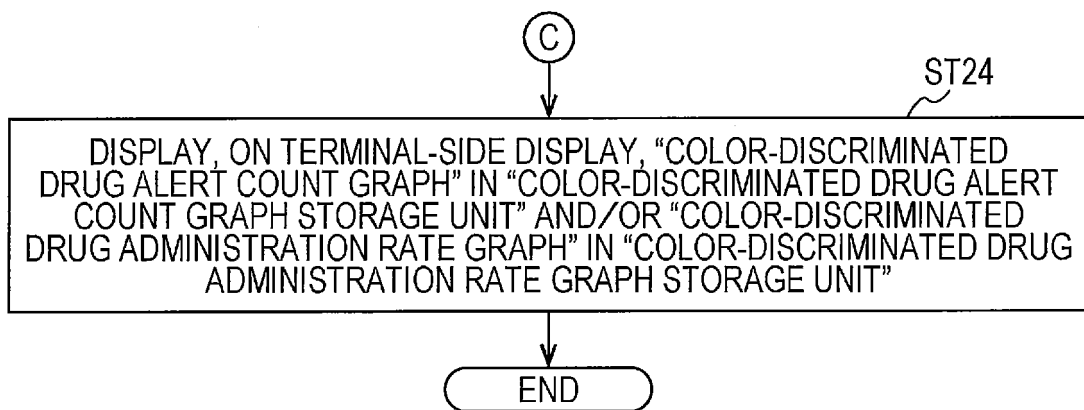 C
ST24
DISPLAY, ON TERMINAL-SIDE DISPLAY, “COLOR-DISCRIMINATED
DRUG ALERT COUNT GRAPH” IN “COLOR-DISCRIMINATED DRUG ALERT
COUNT GRAPH STORAGE UNIT” AND/OR “COLOR-DISCRIMINATED
DRUG ADMINISTRATION RATE GRAPH” IN “COLOR-DISCRIMINATED DRUG
ADMINISTRATION RATE GRAPH STORAGE UNIT”
END